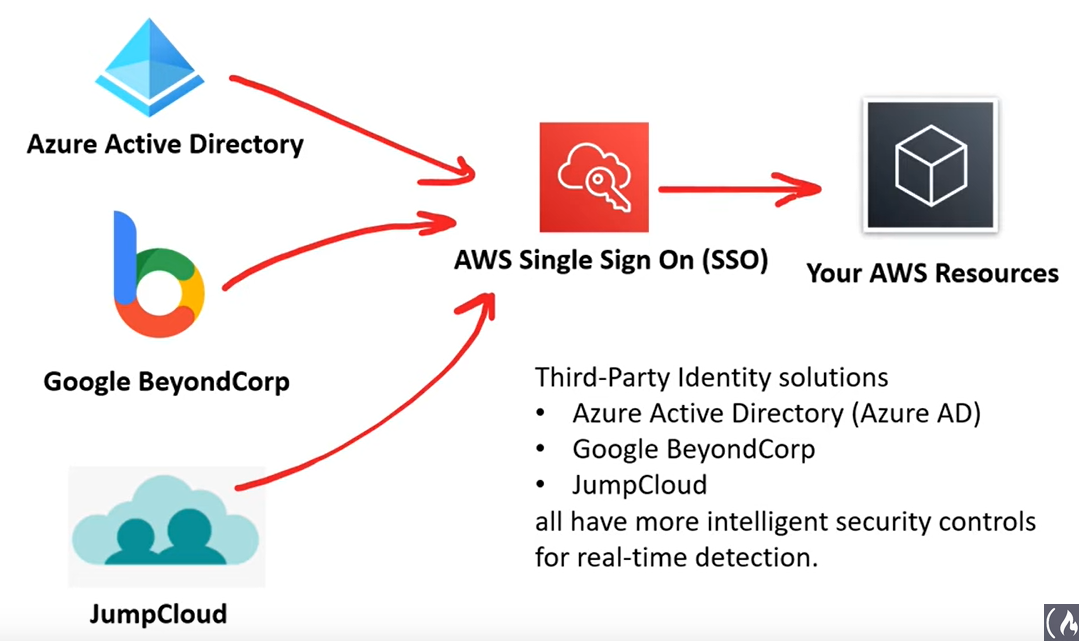 Azure Active Directory
Google BeyondCorp
JumpCloud
AWS Single Sign On (SSO)
Your AWS Resources
Third-Party Identity solutions
• Azure Active Directory (Azure AD)
• Google BeyondCorp
• JumpCloud
all have more intelligent security controls
for real-time detection.